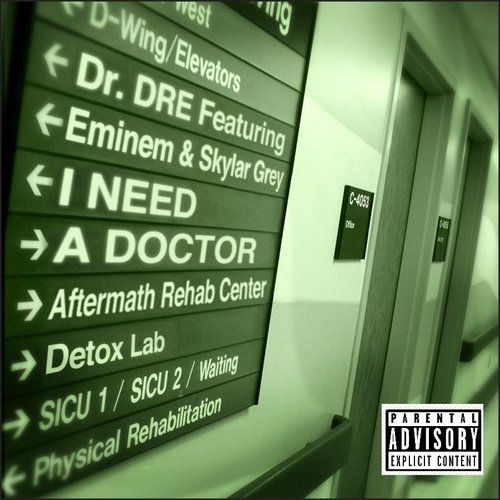 West
D-Wing/Elevators
Dr. DRE Featuring
Eminem & Skylar Grey
I NEED
A DOCTOR
Aftermath Rehab Center
Detox Lab
SICU 1 / SICU 2 / Waiting
Physical Rehabilitation
C-4053
Office
PARENTAL
ADVISORY
EXPLICIT CONTENT